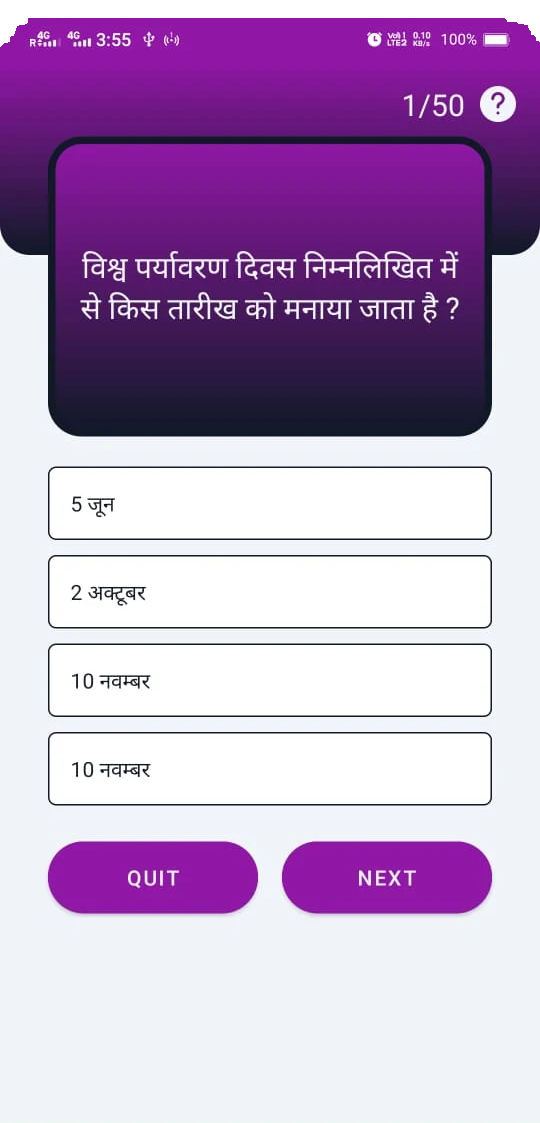 R 4G 4G 3:55 Vo1 LTE2 0.10 KB/s 100%
1/50 ?
विश्व पर्यावरण दिवस निम्नलिखित में
से किस तारीख को मनाया जाता है ?
5 जून
2 अक्टूबर
10 नवम्बर
10 नवम्बर
QUIT NEXT